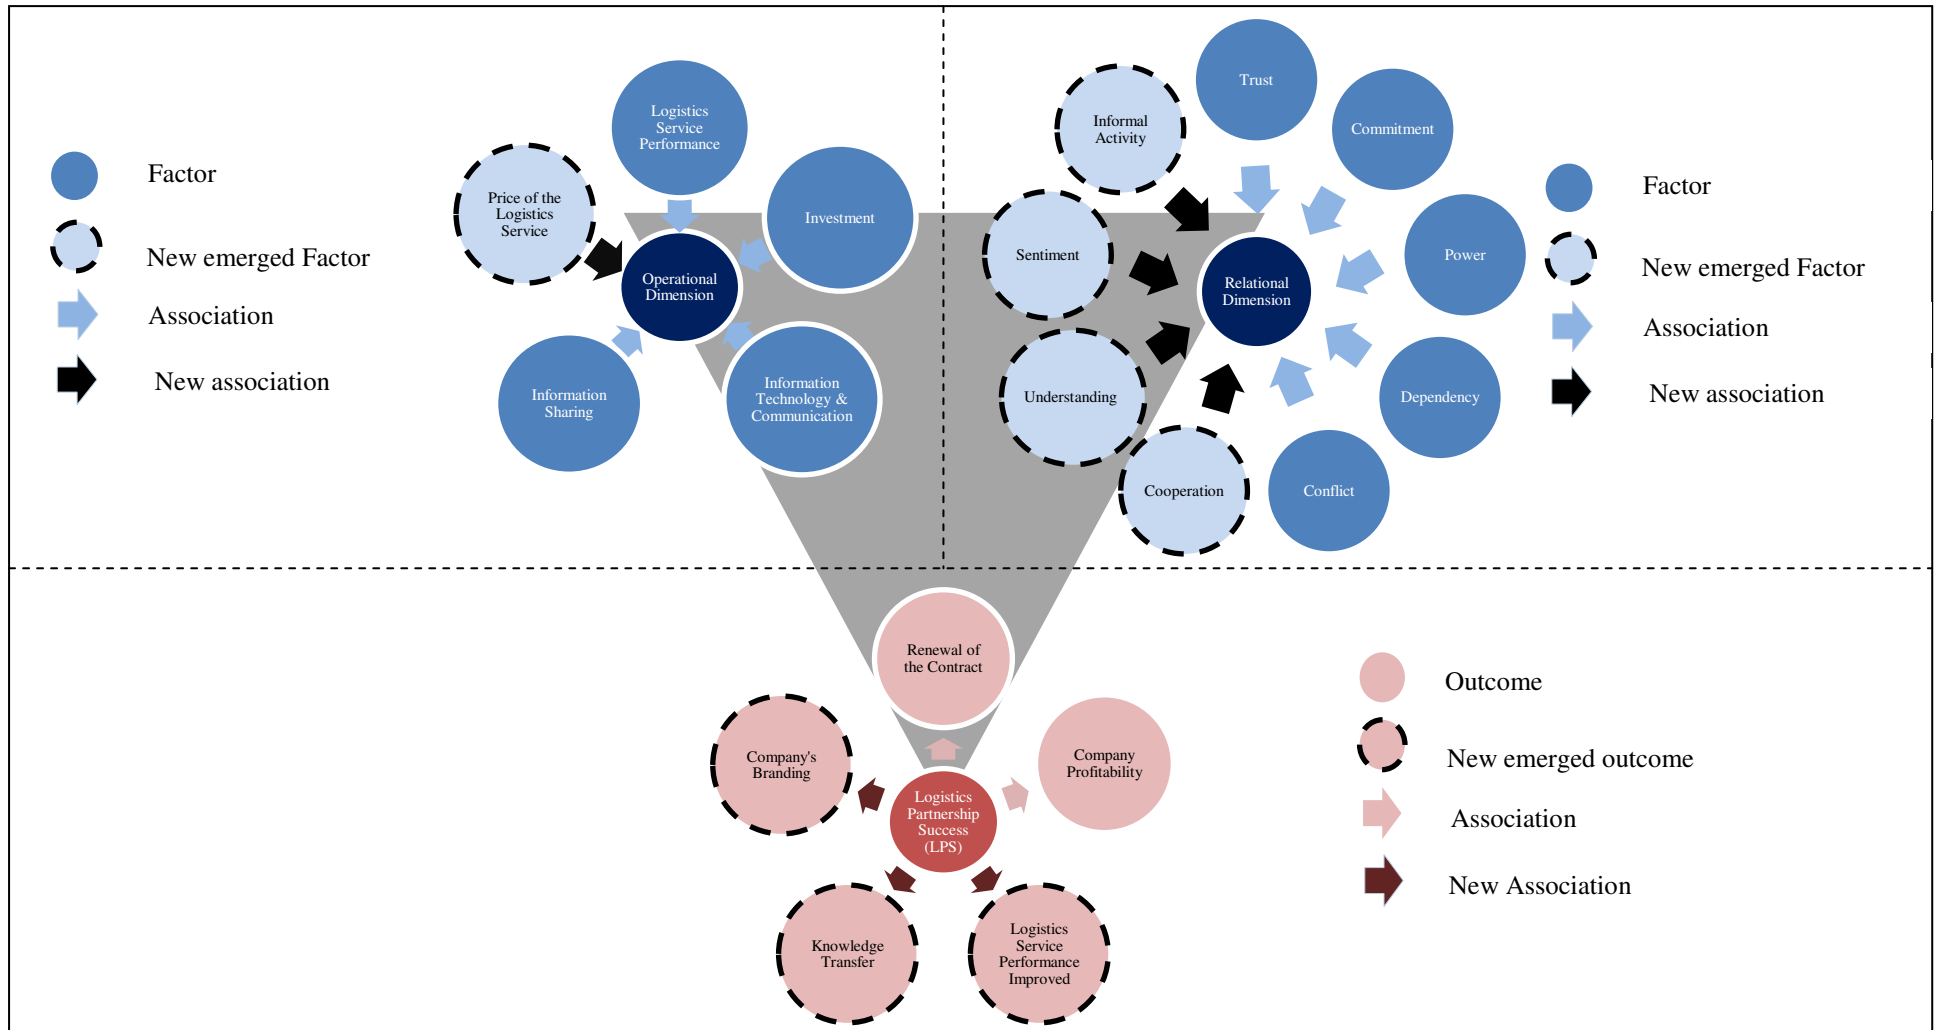 Factor
New emerged Factor
Association
New association
Logistics
Service
Performance
Price of the
Logistics
Service
Investment
Operational
Dimension
Information
Sharing
Information
Technology &
Communication
Trust
Informal
Activity
Commitment
Sentiment
Power
Relational
Dimension
Understanding
Dependency
Cooperation
Conflict
Factor
New emerged Factor
Association
New association
Renewal of
the Contract
Company's
Branding
Company
Profitability
Logistics
Partnership
Success
(LPS)
Knowledge
Transfer
Logistics
Service
Performance
Improved
Outcome
New emerged outcome
Association
New Association